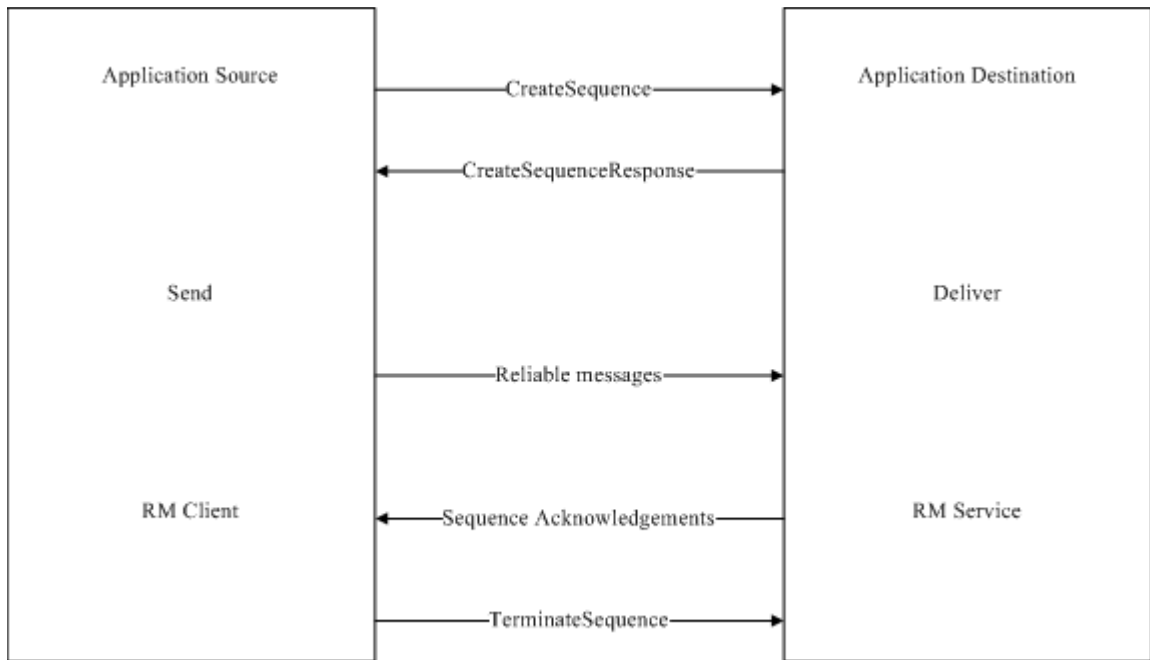 Application Source
Application Destination
CreateSequence
CreateSequenceResponse
Send
Deliver
Reliable messages
RM Client
RM Service
Sequence Acknowledgements
TerminateSequence